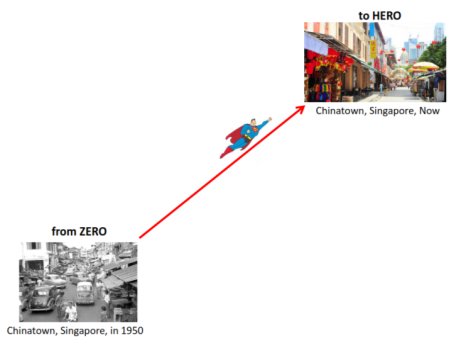 to HERO
Chinatown, Singapore, Now
from ZERO
Chinatown, Singapore, in 1950